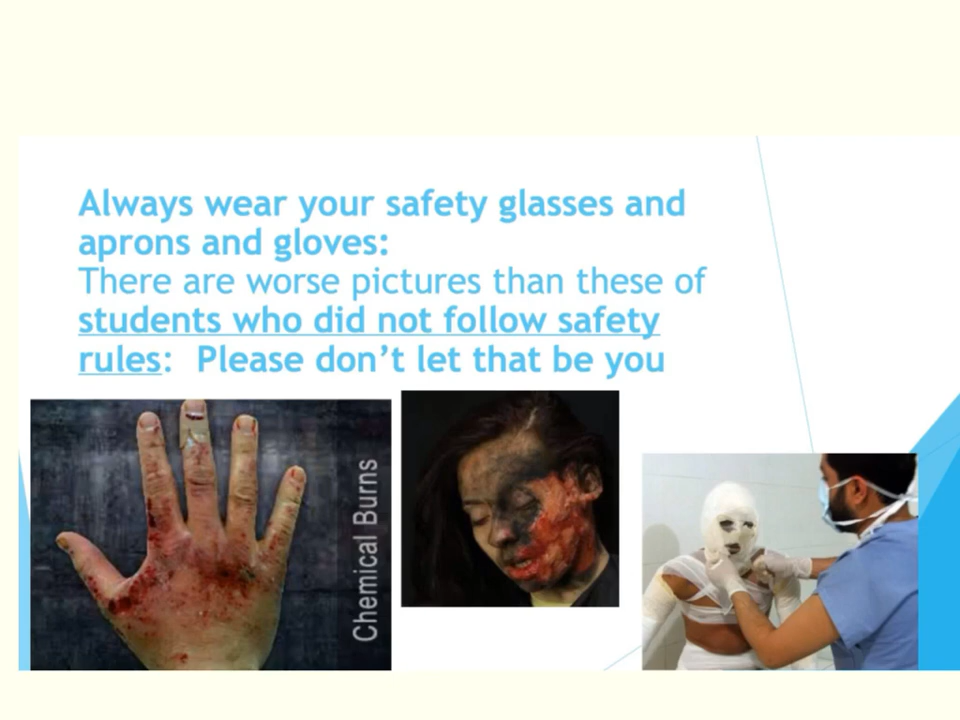 Always wear your safety glasses and
aprons and gloves:
There are worse pictures than these of
students who did not follow safety
rules:  Please don’t let that be you
Chemical Burns